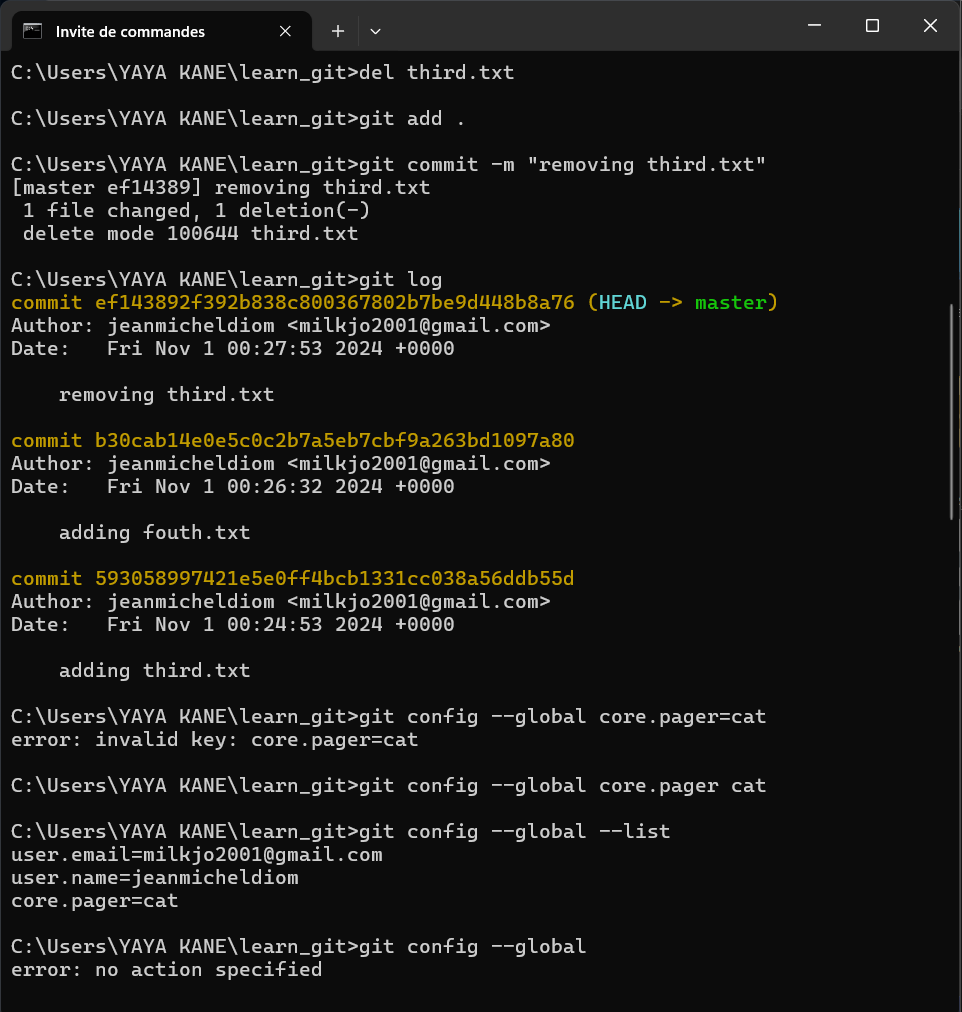 Invite de commandes
C:\Users\YAYA KANE\learn_git>del third.txt
C:\Users\YAYA KANE\learn_git>git add .
C:\Users\YAYA KANE\learn_git>git commit -m "removing third.txt"
[master ef14389] removing third.txt
 1 file changed, 1 deletion(-)
 delete mode 100644 third.txt
C:\Users\YAYA KANE\learn_git>git log
commit ef143892f392b838c800367802b7be9d448b8a76 (HEAD -> master)
Author: jeanmicheldiom <milkjo2001@gmail.com>
Date:   Fri Nov 1 00:27:53 2024 +0000
    removing third.txt
commit b30cab14e0e5c0c2b7a5eb7cbf9a263bd1097a80
Author: jeanmicheldiom <milkjo2001@gmail.com>
Date:   Fri Nov 1 00:26:32 2024 +0000
    adding fouth.txt
commit 593058997421e5e0ff4bcb1331cc038a56ddb55d
Author: jeanmicheldiom <milkjo2001@gmail.com>
Date:   Fri Nov 1 00:24:53 2024 +0000
    adding third.txt
C:\Users\YAYA KANE\learn_git>git config --global core.pager=cat
error: invalid key: core.pager=cat
C:\Users\YAYA KANE\learn_git>git config --global core.pager cat
C:\Users\YAYA KANE\learn_git>git config --global --list
user.email=milkjo2001@gmail.com
user.name=jeanmicheldiom
core.pager=cat
C:\Users\YAYA KANE\learn_git>git config --global
error: no action specified